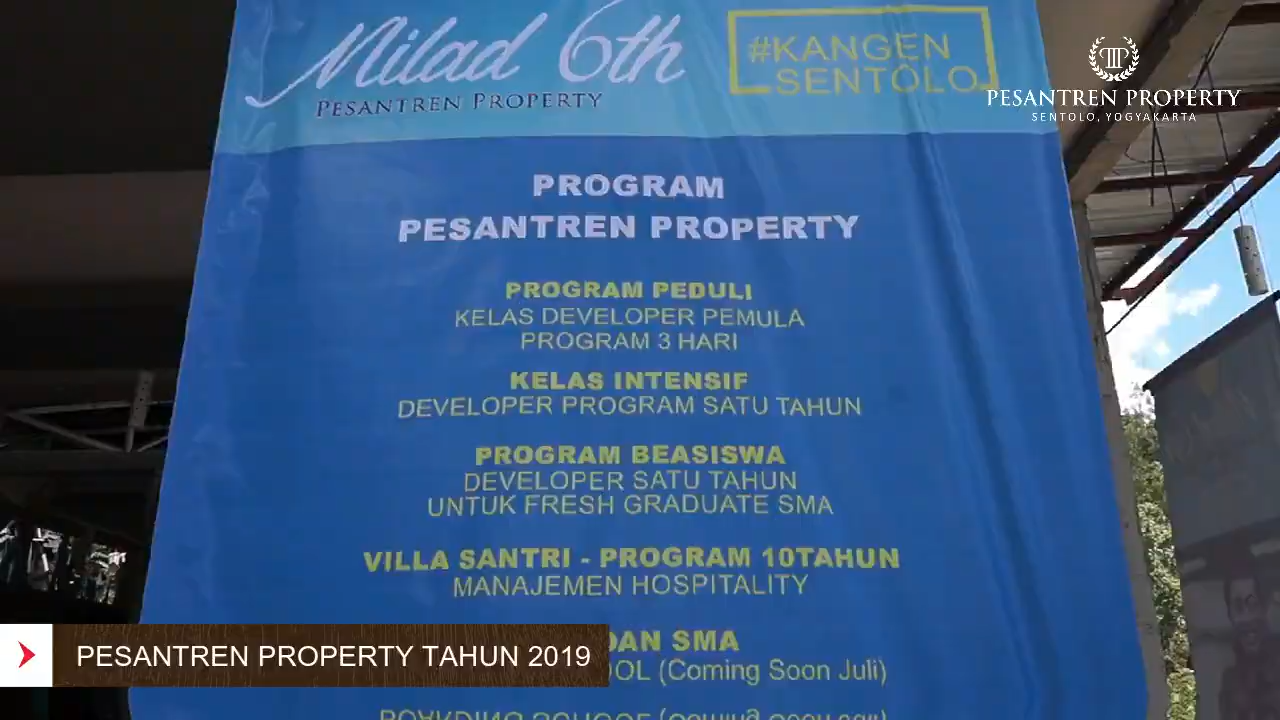 Milad 6th
PESANTREN PROPERTY
#KANGEN
SENTOLO
PESANTREN PROPERTY
SENTOLO, YOGYAKARTA
PROGRAM
PESANTREN PROPERTY
PROGRAM PEDULI
KELAS DEVELOPER PEMULA
PROGRAM 3 HARI
KELAS INTENSIF
DEVELOPER PROGRAM SATU TAHUN
PROGRAM BEASISWA
DEVELOPER SATU TAHUN
UNTUK FRESH GRADUATE SMA
VILLA SANTRI - PROGRAM 10TAHUN
MANAJEMEN HOSPITALITY
DAN SMA
(Coming Soon Juli)
PESANTREN PROPERTY TAHUN 2019